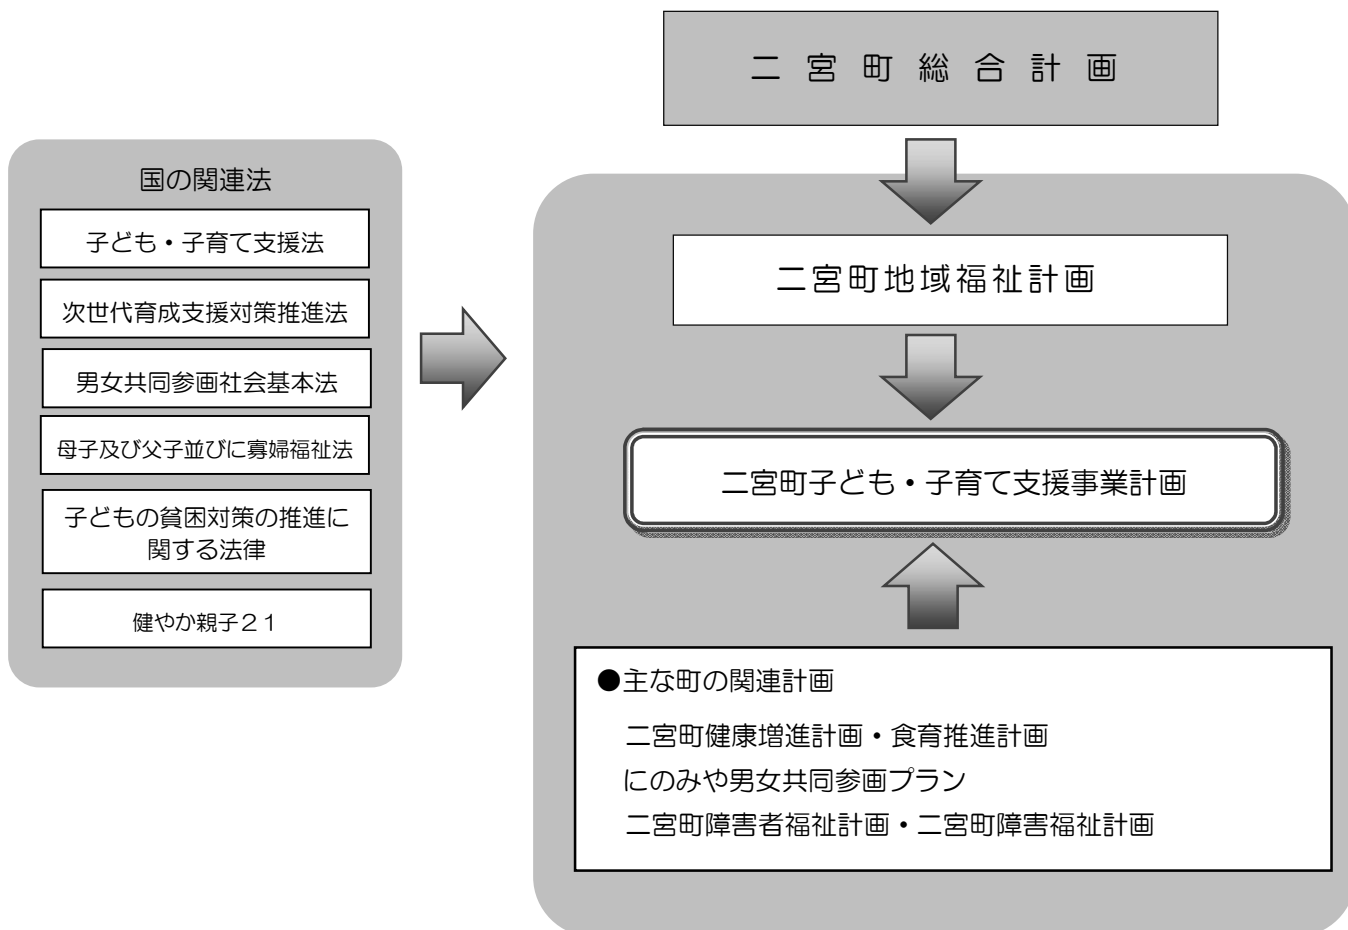 二宮町総合計画
国の関連法
子ども・子育て支援法
次世代育成支援対策推進法
男女共同参画社会基本法
母子及び父子並びに寡婦福祉法
子どもの貧困対策の推進に
関する法律
健やか親子２１
二宮町地域福祉計画
二宮町子ども・子育て支援事業計画
●主な町の関連計画
二宮町健康増進計画・食育推進計画
にのみや男女共同参画プラン
二宮町障害者福祉計画・二宮町障害福祉計画